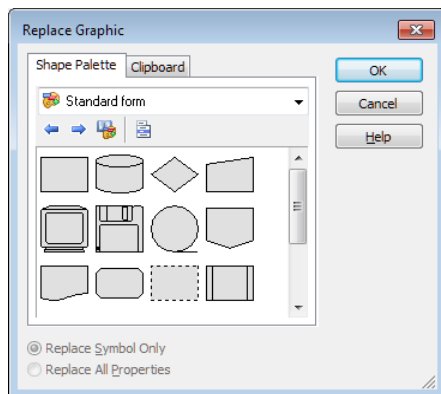 Replace Graphic
Shape Palette
Clipboard
OK
Standard form
Cancel
Help
Replace Symbol Only
Replace All Properties